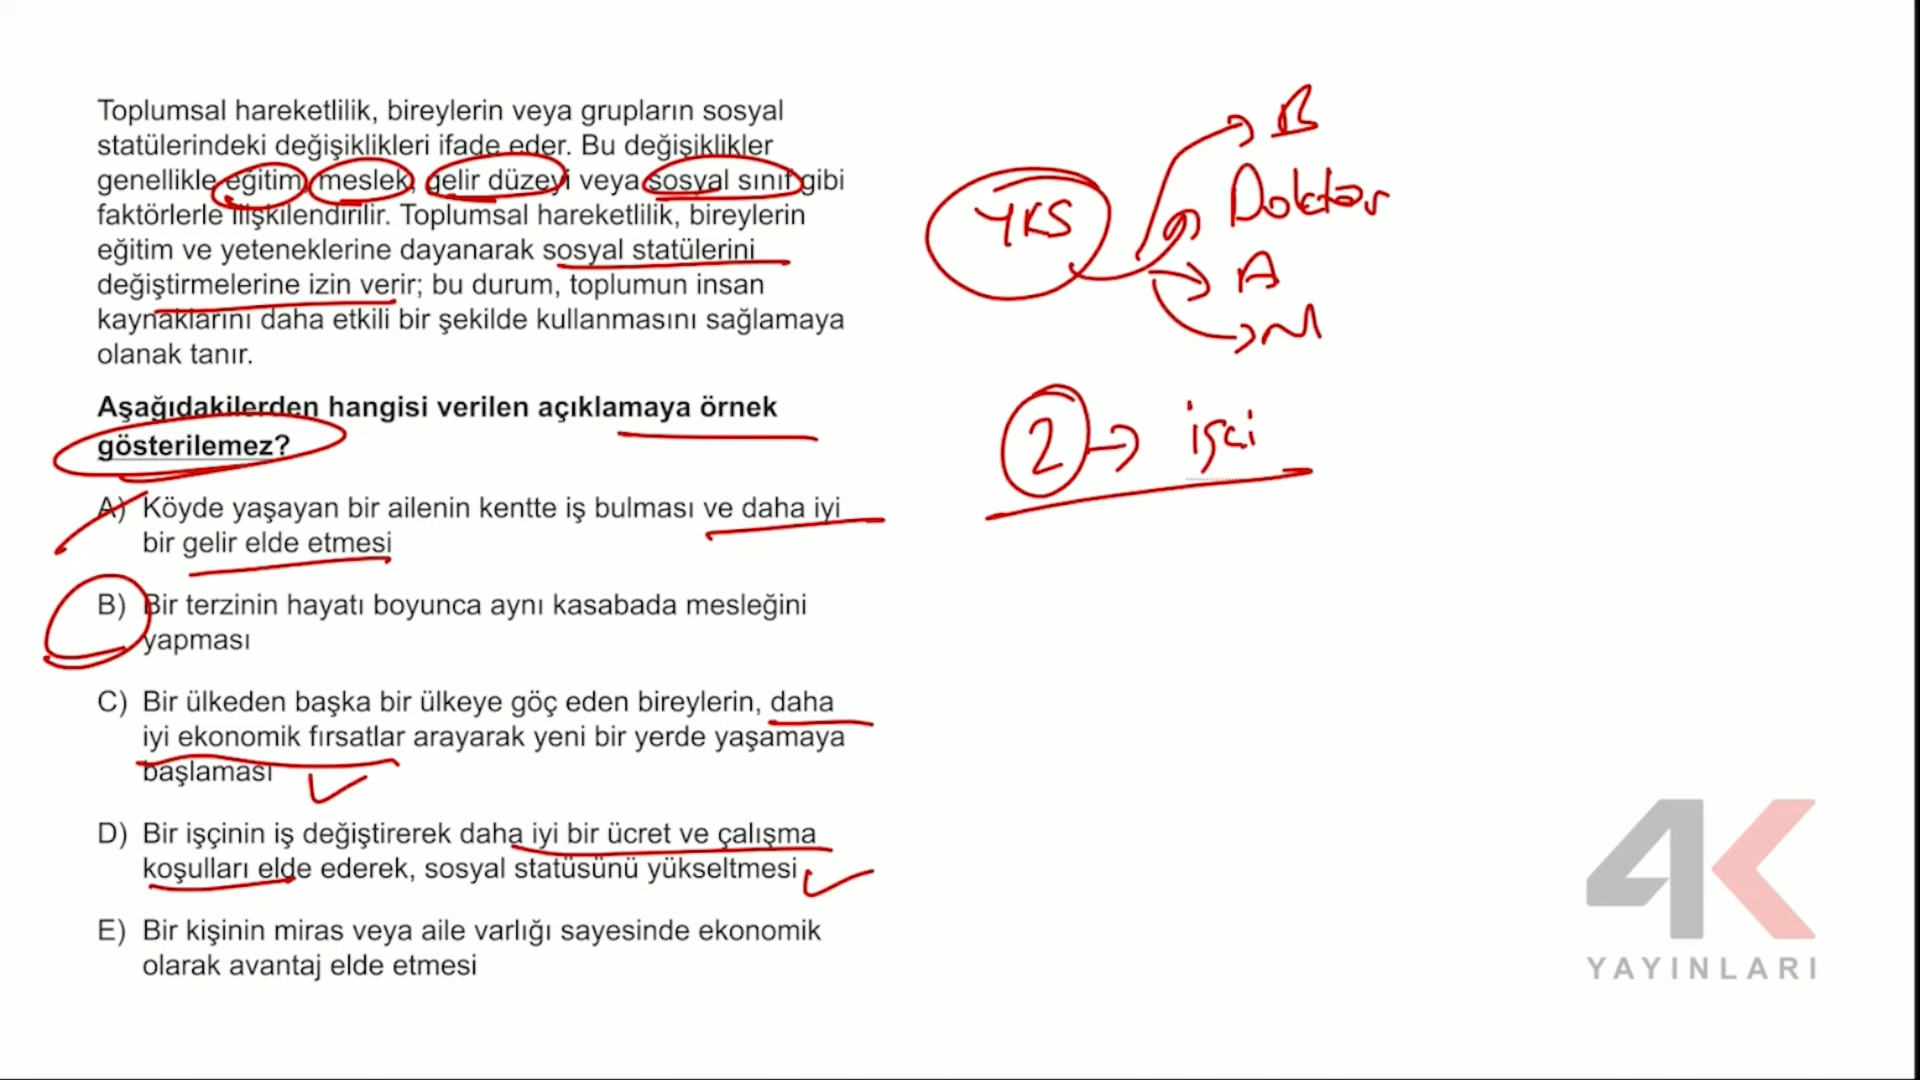 Toplumsal hareketlilik, bireylerin veya grupların sosyal
statülerindeki değişiklikleri ifade eder. Bu değişiklikler
genellikle eğitim, meslek, gelir düzeyi veya sosyal sınıf gibi
faktörlerle ilişkilendirilir. Toplumsal hareketlilik, bireylerin
eğitim ve yeteneklerine dayanarak sosyal statülerini
değiştirmelerine izin verir; bu durum, toplumun insan
kaynaklarını daha etkili bir şekilde kullanmasını sağlamaya
olanak tanır.
Aşağıdakilerden hangisi verilen açıklamaya örnek
gösterilemez?
A) Köyde yaşayan bir ailenin kentte iş bulması ve daha iyi
bir gelir elde etmesi
B) Bir terzinin hayatı boyunca aynı kasabada mesleğini
yapması
C) Bir ülkeden başka bir ülkeye göç eden bireylerin, daha
iyi ekonomik fırsatlar arayarak yeni bir yerde yaşamaya
başlaması
D) Bir işçinin iş değiştirerek daha iyi bir ücret ve çalışma
koşulları elde ederek, sosyal statüsünü yükseltmesi
E) Bir kişinin miras veya aile varlığı sayesinde ekonomik
olarak avantaj elde etmesi
YKS
B
Doktor
A
M
2 → işçi
4K
YAYINLARI